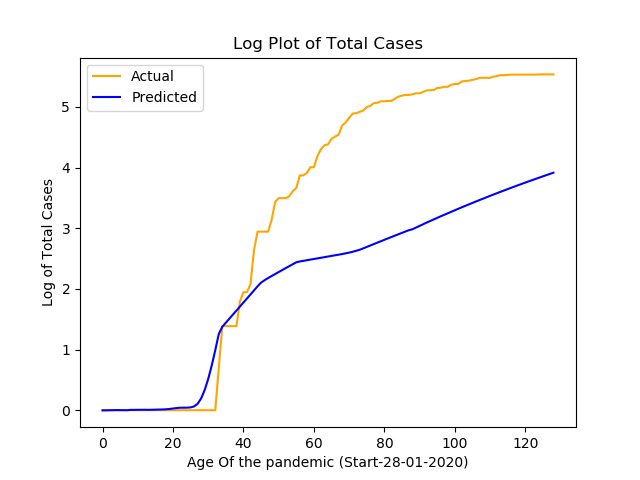 Log Plot of Total Cases
Actual
Predicted
Log of Total Cases
5
4
3
2
1
0
0 20 40 60 80 100 120
Age Of the pandemic (Start-28-01-2020)